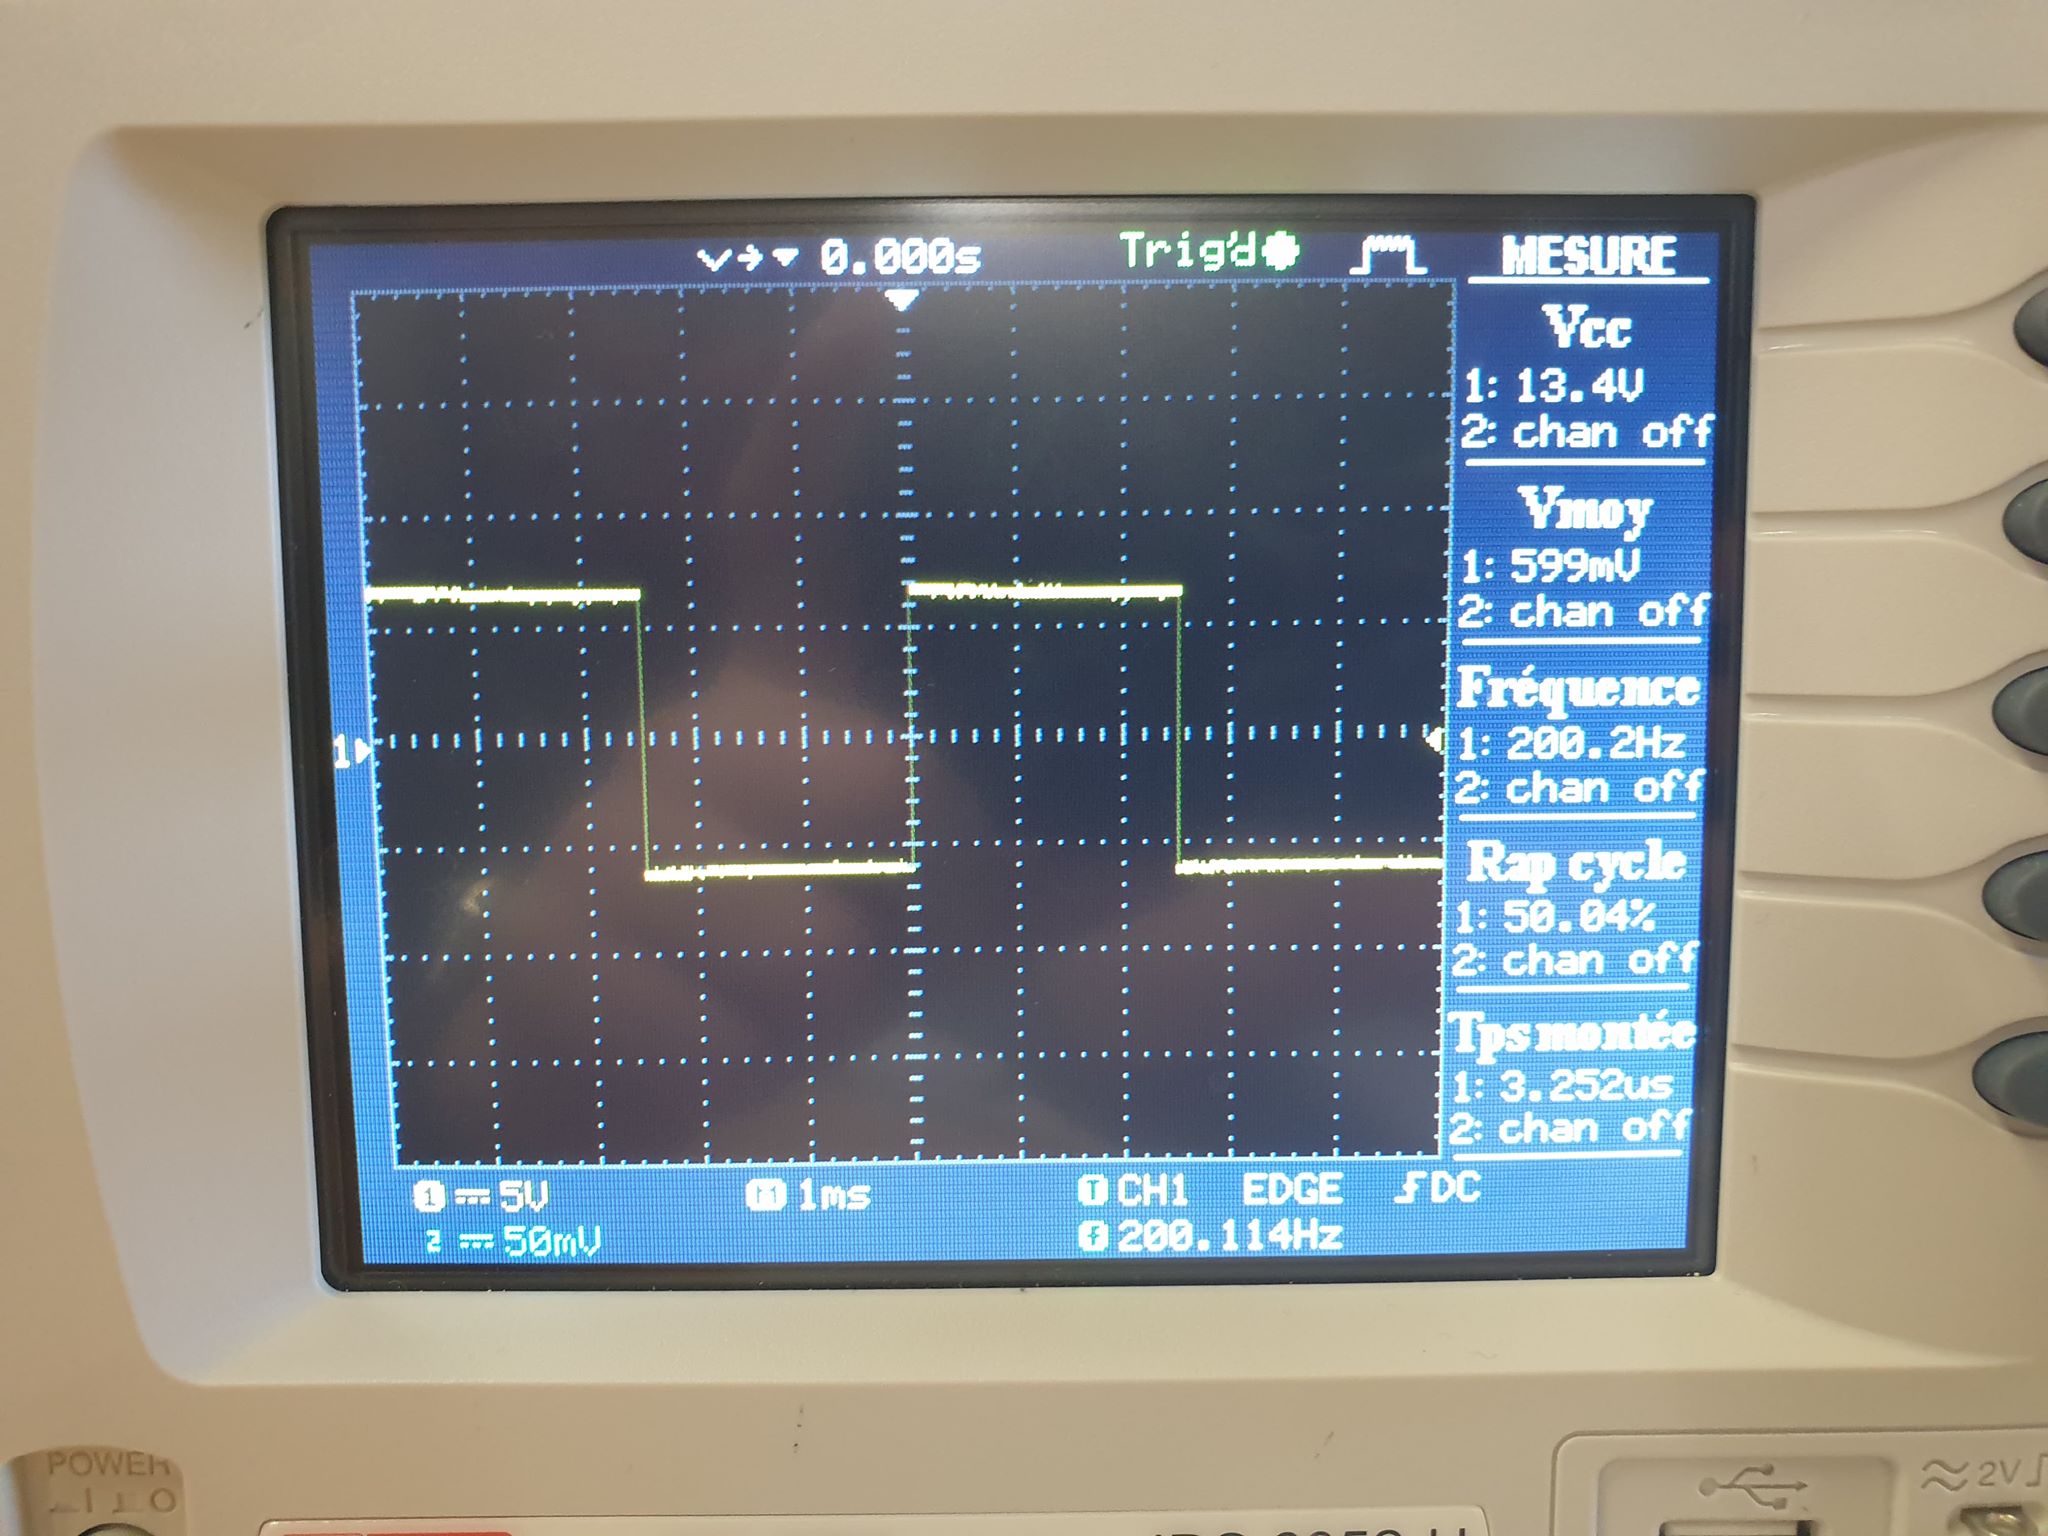 0.000s Trig'd MESURE
Vcc
1: 13.4V
2: chan off
Vmoy
1: 599mV
2: chan off
Fréquence
1: 200.2Hz
2: chan off
Rap cycle
1: 50.04%
2: chan off
Tps montée
1: 3.252us
2: chan off
1
1 5V M 1ms T CH1 EDGE DC
2 50mV f 200.114Hz
POWER
2V